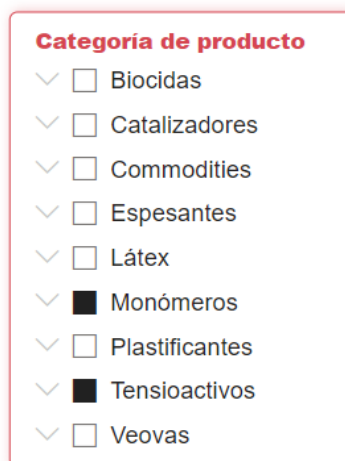 Categoría de producto
Biocidas
Catalizadores
Commodities
Espesantes
Látex
Monómeros
Plastificantes
Tensioactivos
Veovas